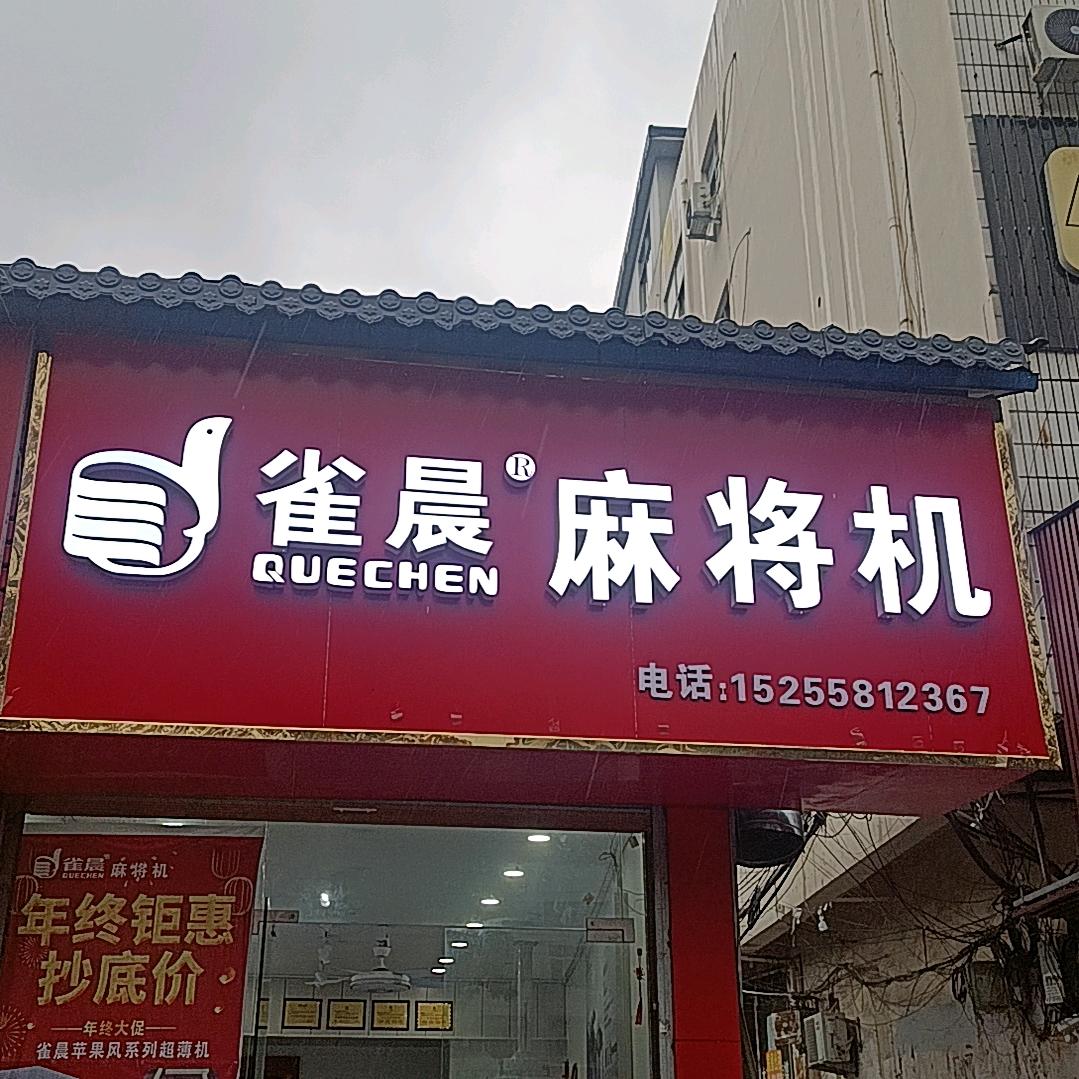 雀晨® 麻将机
QUECHEN
电话:15255812367
雀晨® 麻将机
QUECHEN
年终钜惠
抄底价
年终大促
雀晨苹果风系列超薄机